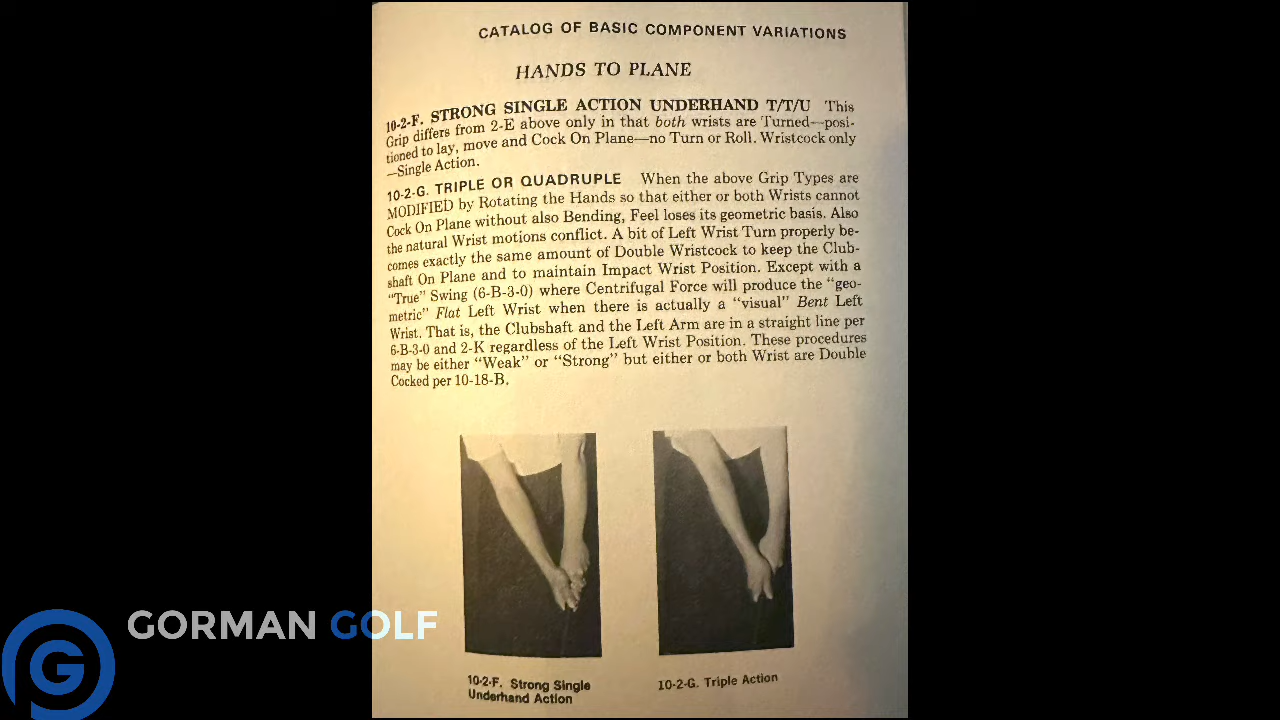 CATALOG OF BASIC COMPONENT VARIATIONS
HANDS TO PLANE
10-2-F. STRONG SINGLE ACTION UNDERHAND T/T/U This
Grip differs from 2-E above only in that both wrists are Turned—posi-
tioned to lay, move and Cock On Plane—no Turn or Roll. Wristcock only
—Single Action.
10-2-G. TRIPLE OR QUADRUPLE When the above Grip Types are
MODIFIED by Rotating the Hands so that either or both Wrists cannot
Cock On Plane without also Bending, Feel loses its geometric basis. Also
the natural Wrist motions conflict. A bit of Left Wrist Turn properly be-
comes exactly the same amount of Double Wristcock to keep the Club-
shaft On Plane and to maintain Impact Wrist Position. Except with a
"True" Swing (6-B-3-0) where Centrifugal Force will produce the "geo-
metric" Flat Left Wrist when there is actually a "visual" Bent Left
Wrist. That is, the Clubshaft and the Left Arm are in a straight line per
6-B-3-0 and 2-K regardless of the Left Wrist Position. These procedures
may be either "Weak" or "Strong" but either or both Wrist are Double
Cocked per 10-18-B.
10-2-F. Strong Single
Underhand Action
10-2-G. Triple Action
G
GORMAN GOLF